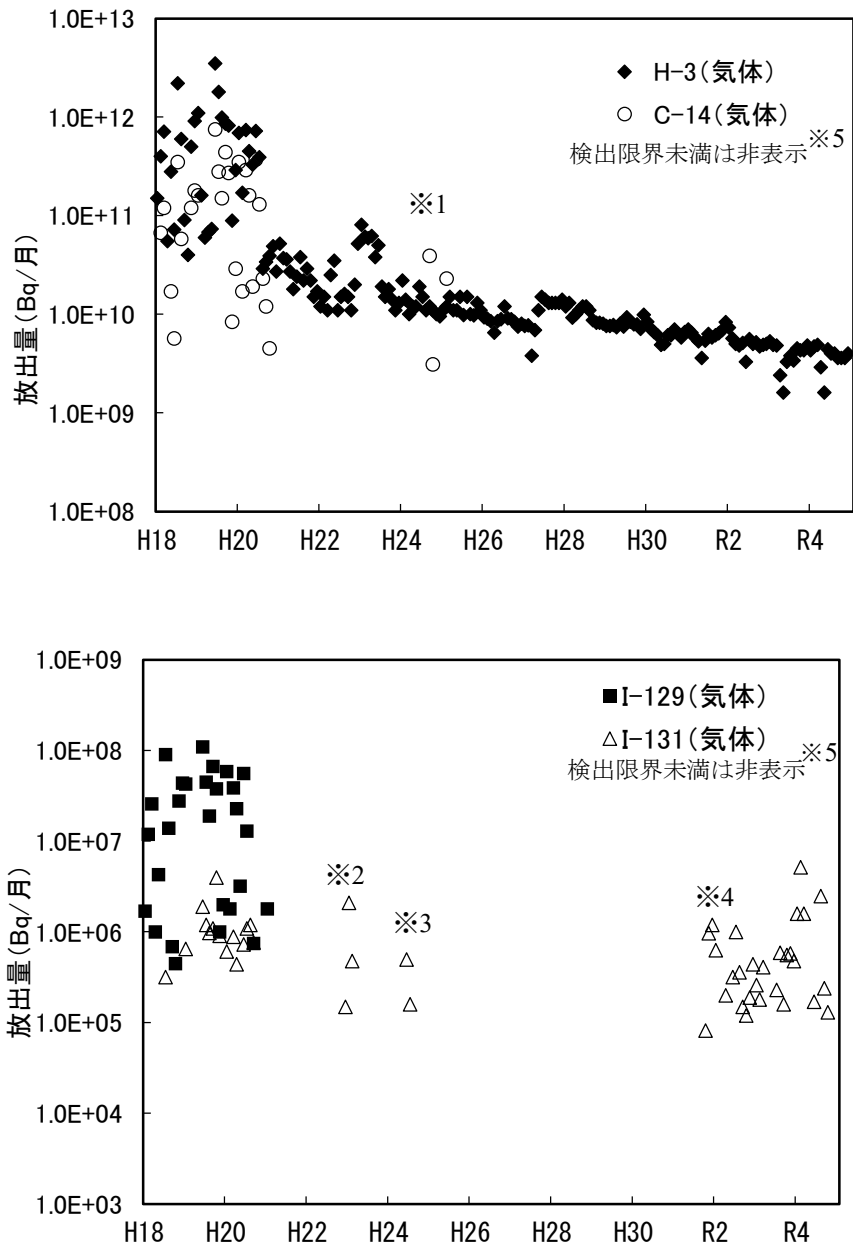 1.0E+13
1.0E+12
1.0E+11
1.0E+10
1.0E+09
1.0E+08
放出量(Bq/月)
H-3(気体)
C-14(気体)
検出限界未満は非表示
※5
※1
H18 H20 H22 H24 H26 H28 H30 R2 R4
1.0E+09
1.0E+08
1.0E+07
1.0E+06
1.0E+05
1.0E+04
1.0E+03
放出量(Bq/月)
I-129(気体)
I-131(気体)
検出限界未満は非表示
※5
※2
※3
※4
H18 H20 H22 H24 H26 H28 H30 R2 R4